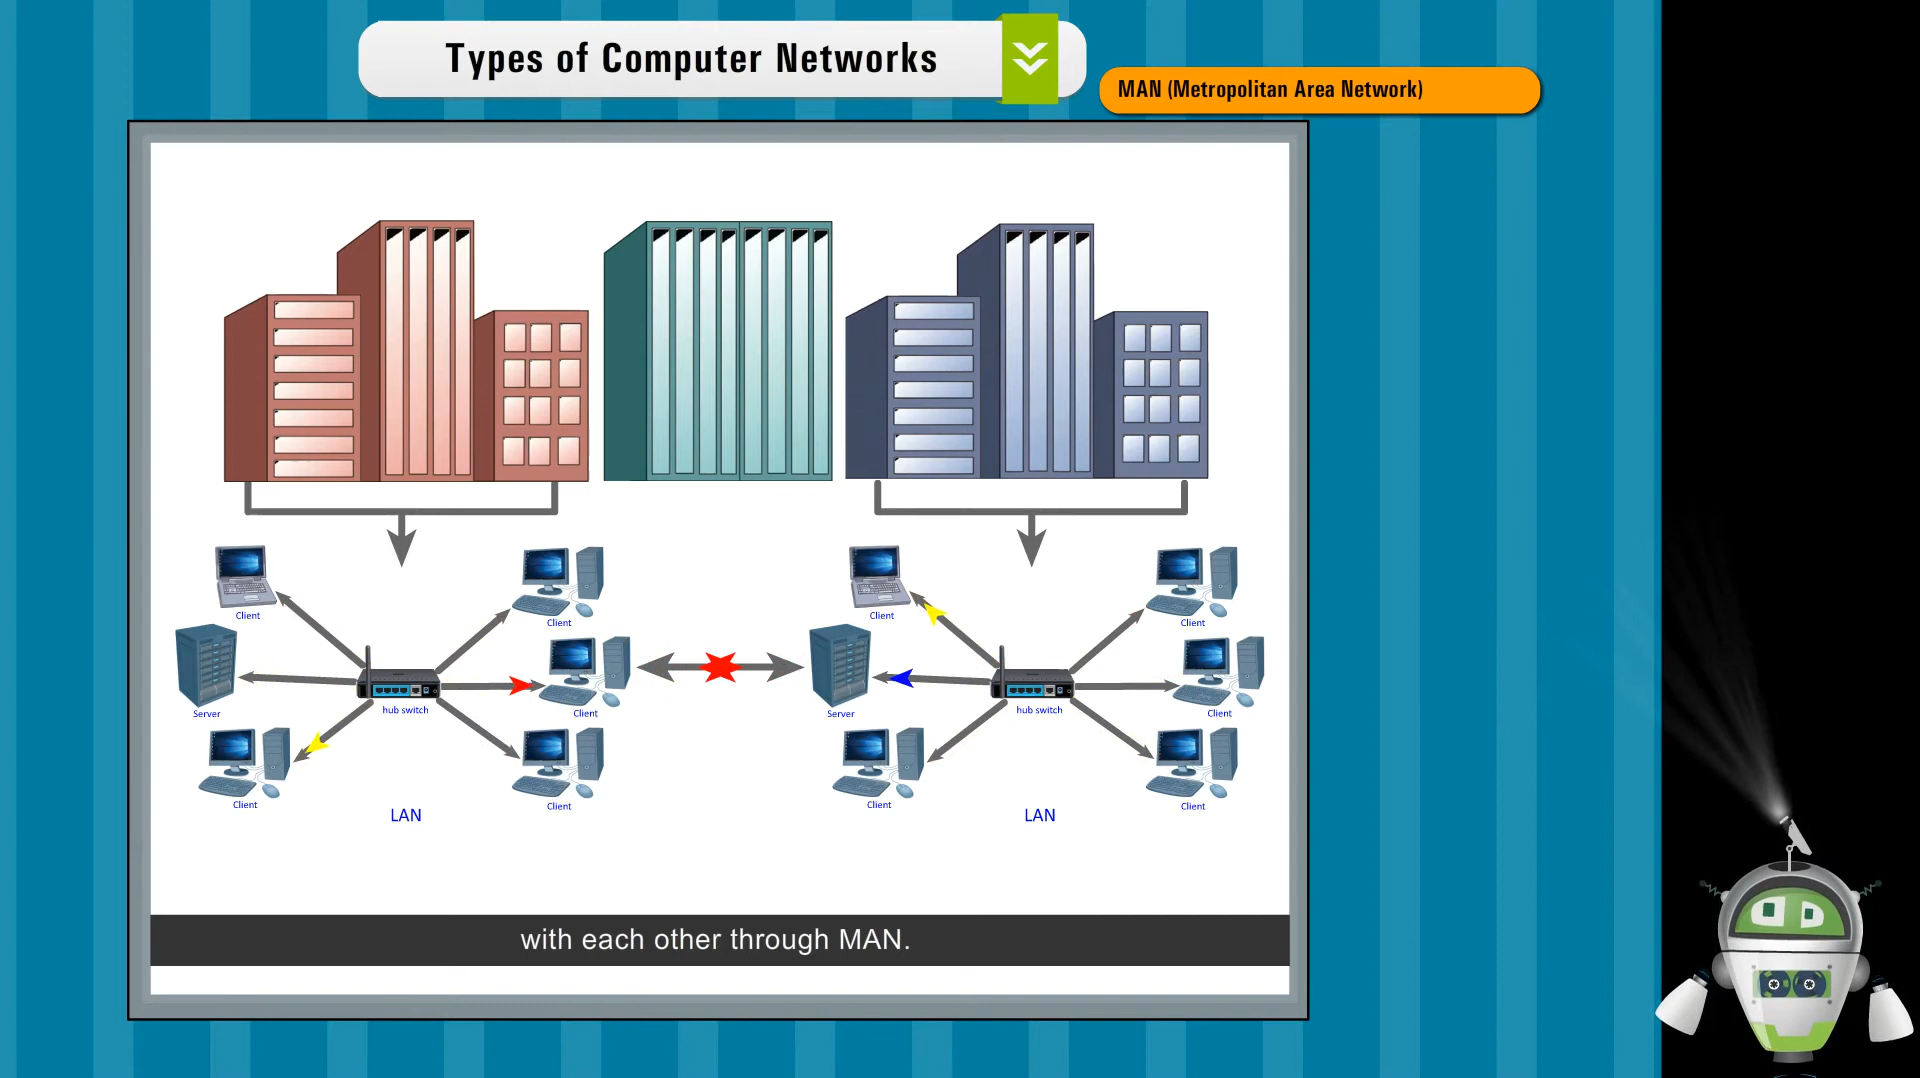 Types of Computer Networks
MAN (Metropolitan Area Network)
Client
Client
Client
Client
Server
hub switch
Client
Server
hub switch
Client
Client
Client
Client
Client
LAN
LAN
with each other through MAN.